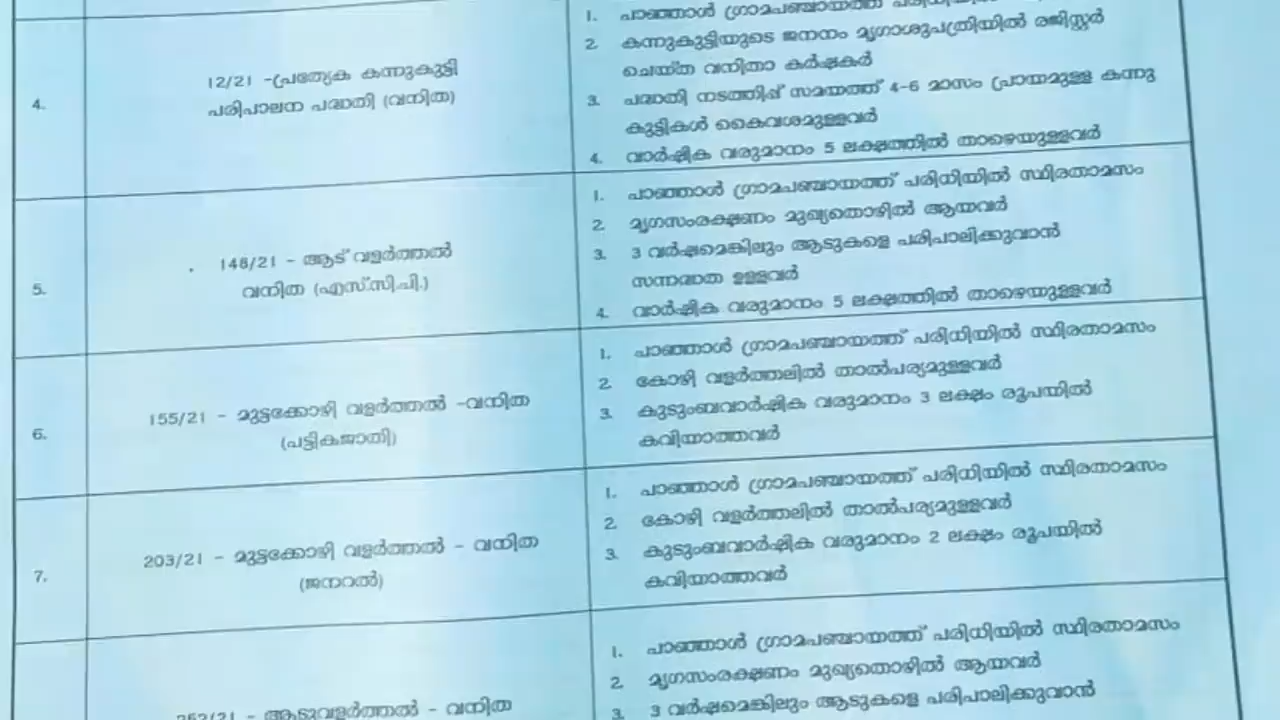 4.
12/21 -പ്രത്യേക കന്നുകുട്ടി
പരിപാലന പദ്ധതി (വനിത)
1. പാഞ്ഞാൾ ഗ്രാമപഞ്ചായത്ത് പരിധിയിൽ
2. കന്നുകുട്ടിയുടെ ജനനം മൃഗാശുപത്രിയിൽ രജിസ്റ്റർ
ചെയ്ത വനിതാ കർഷകർ
3. പദ്ധതി നടത്തിപ്പ് സമയത്ത് 4-6 മാസം പ്രായമുള്ള കന്നു
കുട്ടികൾ കൈവശമുള്ളവർ
4. വാർഷിക വരുമാനം 5 ലക്ഷത്തിൽ താഴെയുള്ളവർ
5.
148/21 - ആട് വളർത്തൽ
വനിത (എസ്.സി.പി.)
1. പാഞ്ഞാൾ ഗ്രാമപഞ്ചായത്ത് പരിധിയിൽ സ്ഥിരതാമസം
2. മൃഗസംരക്ഷണം മുഖ്യതൊഴിൽ ആയവർ
3. 3 വർഷമെങ്കിലും ആടുകളെ പരിപാലിക്കുവാൻ
സന്നദ്ധത ഉള്ളവർ
4. വാർഷിക വരുമാനം 5 ലക്ഷത്തിൽ താഴെയുള്ളവർ
6.
155/21 - മുട്ടക്കോഴി വളർത്തൽ -വനിത
(പട്ടികജാതി)
1. പാഞ്ഞാൾ ഗ്രാമപഞ്ചായത്ത് പരിധിയിൽ സ്ഥിരതാമസം
2. കോഴി വളർത്തലിൽ താൽപര്യമുള്ളവർ
3. കുടുംബവാർഷിക വരുമാനം 3 ലക്ഷം രൂപയിൽ
കവിയാത്തവർ
7.
203/21 - മുട്ടക്കോഴി വളർത്തൽ - വനിത
(ജനറൽ)
1. പാഞ്ഞാൾ ഗ്രാമപഞ്ചായത്ത് പരിധിയിൽ സ്ഥിരതാമസം
2. കോഴി വളർത്തലിൽ താൽപര്യമുള്ളവർ
3. കുടുംബവാർഷിക വരുമാനം 2 ലക്ഷം രൂപയിൽ
കവിയാത്തവർ
- ആടുവളർത്തൽ - വനിത
1. പാഞ്ഞാൾ ഗ്രാമപഞ്ചായത്ത് പരിധിയിൽ സ്ഥിരതാമസം
2. മൃഗസംരക്ഷണം മുഖ്യതൊഴിൽ ആയവർ
3. 3 വർഷമെങ്കിലും ആടുകളെ പരിപാലിക്കുവാൻ